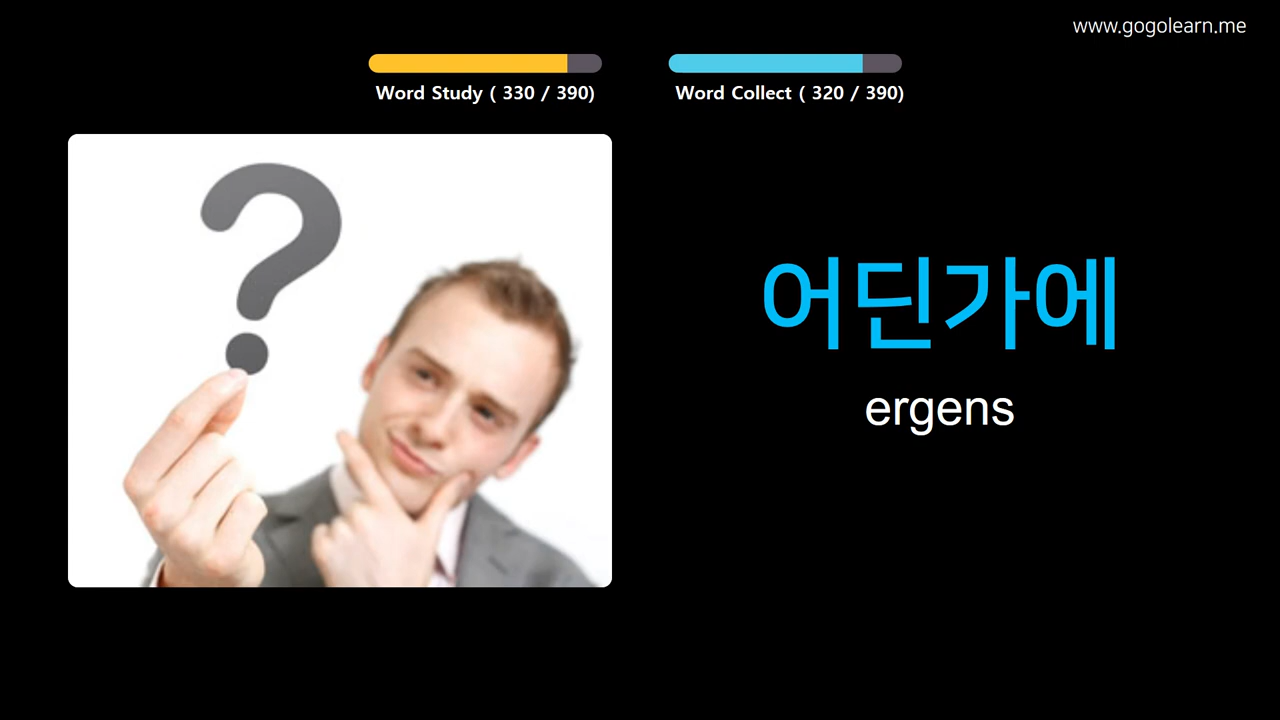 www.gogolearn.me
Word Study ( 330 / 390)
Word Collect ( 320 / 390)
?
어딘가에
ergens